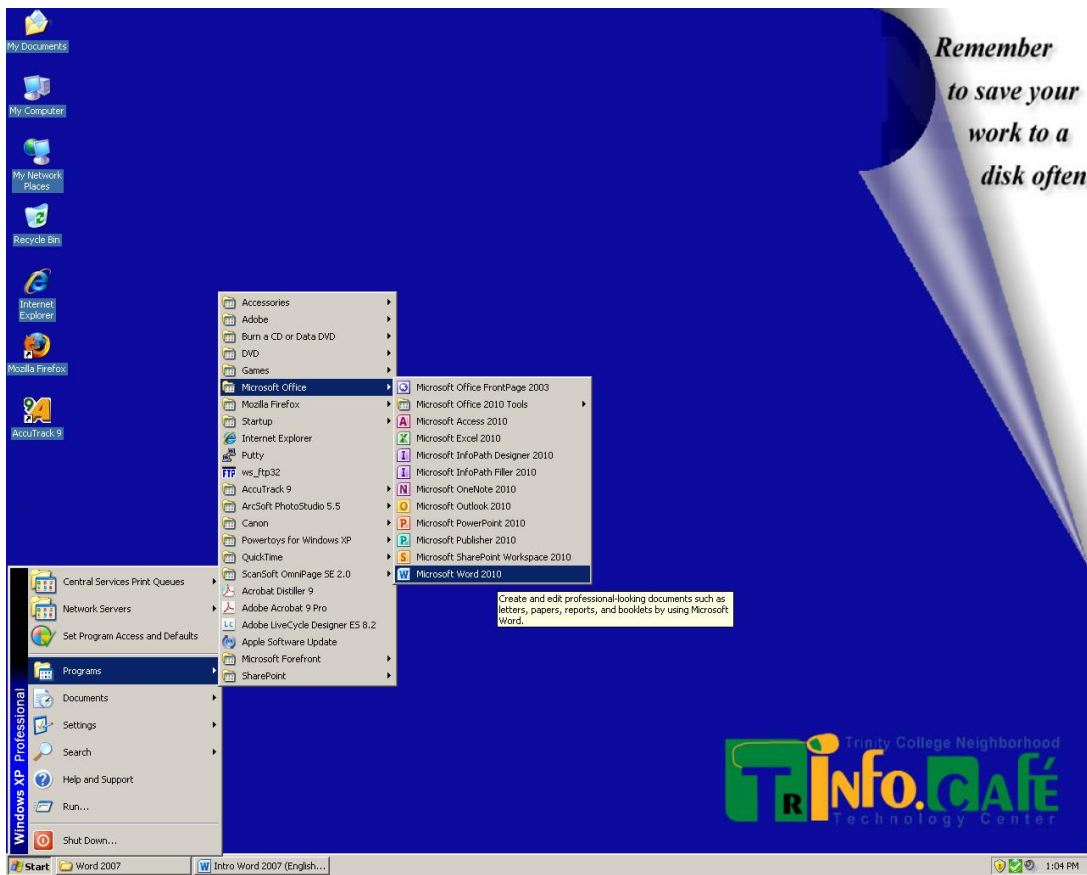 My Documents
My Computer
My Network
Places
Recycle Bin
Internet
Explorer
Mozilla Firefox
AccuTrack 9
Remember
to save your
work to a
disk often
Accessories
Adobe
Burn a CD or Data DVD
DVD
Games
Microsoft Office
Mozilla Firefox
Startup
Internet Explorer
Putty
FTP ws_ftp32
AccuTrack 9
ArcSoft PhotoStudio 5.5
Canon
Powertoys for Windows XP
QuickTime
ScanSoft OmniPage SE 2.0
Acrobat Distiller 9
Adobe Acrobat 9 Pro
LC Adobe LiveCycle Designer ES 8.2
Apple Software Update
Microsoft Forefront
SharePoint
Microsoft Office FrontPage 2003
Microsoft Office 2010 Tools
A Microsoft Access 2010
X Microsoft Excel 2010
I Microsoft InfoPath Designer 2010
I Microsoft InfoPath Filler 2010
N Microsoft OneNote 2010
O Microsoft Outlook 2010
P Microsoft PowerPoint 2010
P Microsoft Publisher 2010
S Microsoft SharePoint Workspace 2010
W Microsoft Word 2010
Create and edit professional-looking documents such as
letters, papers, reports, and booklets by using Microsoft
Word.
Windows XP Professional
Central Services Print Queues
Network Servers
Set Program Access and Defaults
Programs
Documents
Settings
Search
Help and Support
Run...
Shut Down...
Trinity College Neighborhood
TrINfo.Café
Technology Center
Start
Word 2007
W Intro Word 2007 (English...
1:04 PM